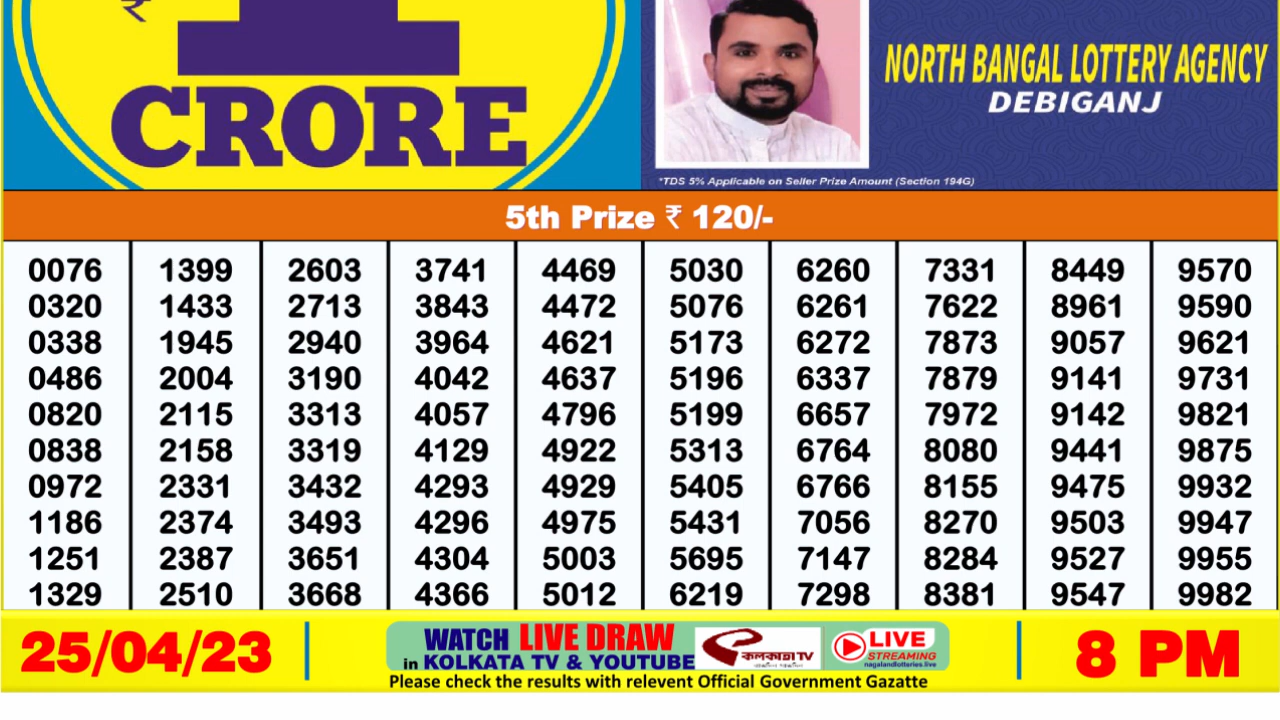 ₹ 1
CRORE
NORTH BANGAL LOTTERY AGENCY
DEBIGANJ
*TDS 5% Applicable on Seller Prize Amount (Section 194G)
5th Prize ₹ 120/-
0076 1399 2603 3741 4469 5030 6260 7331 8449 9570
0320 1433 2713 3843 4472 5076 6261 7622 8961 9590
0338 1945 2940 3964 4621 5173 6272 7873 9057 9621
0486 2004 3190 4042 4637 5196 6337 7879 9141 9731
0820 2115 3313 4057 4796 5199 6657 7972 9142 9821
0838 2158 3319 4129 4922 5313 6764 8080 9441 9875
0972 2331 3432 4293 4929 5405 6766 8155 9475 9932
1186 2374 3493 4296 4975 5431 7056 8270 9503 9947
1251 2387 3651 4304 5003 5695 7147 8284 9527 9955
1329 2510 3668 4366 5012 6219 7298 8381 9547 9982
25/04/23
WATCH LIVE DRAW
in KOLKATA TV & YOUTUBE
কলকাতা TV
LIVE
STREAMING
nagalandlotteries.live
Please check the results with relevent Official Government Gazatte
8 PM